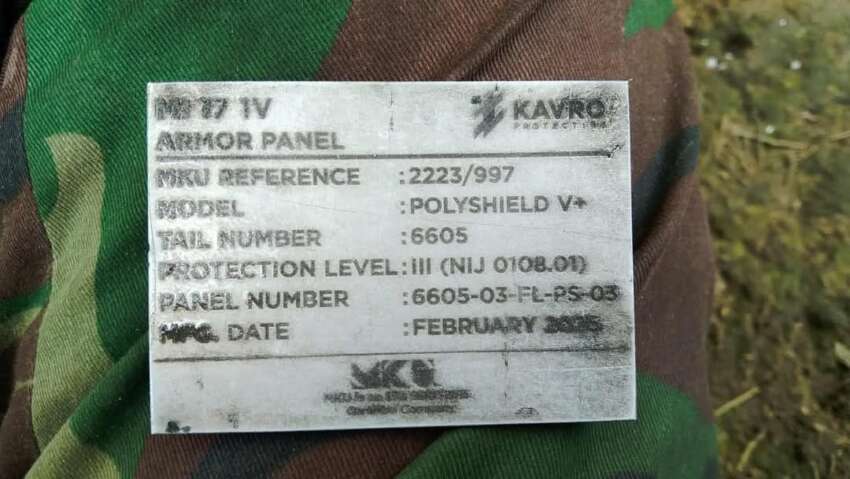 Mi 17 1V
KAVRO
PROTECTING
ARMOR PANEL
MKU REFERENCE : 2223/997
MODEL : POLYSHIELD V+
TAIL NUMBER : 6605
PROTECTION LEVEL : III (NIJ 0108.01)
PANEL NUMBER : 6605-03-FL-PS-03
MFG. DATE : FEBRUARY 2025
MKU
Certified Company